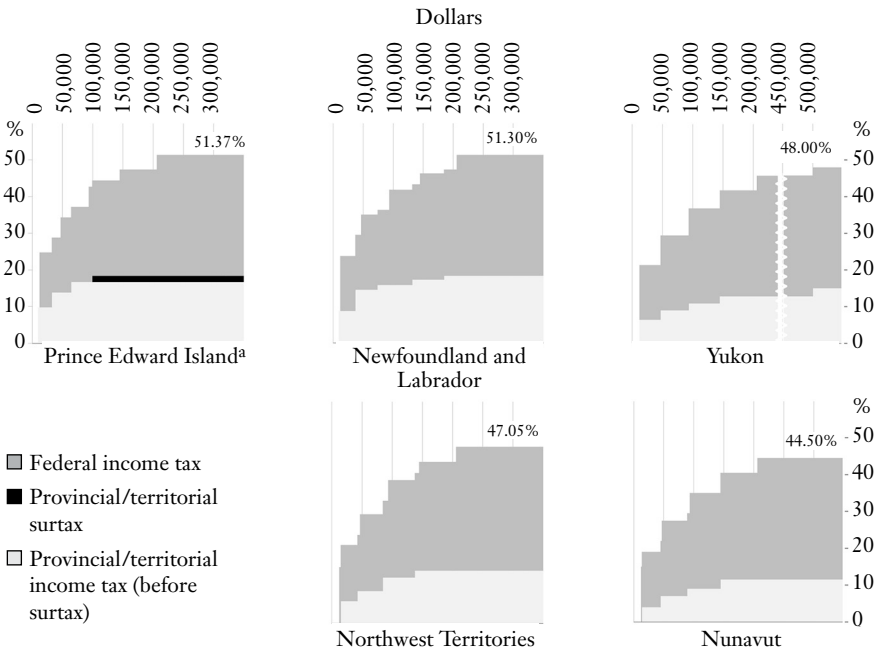 Dollars
0 50,000 100,000 150,000 200,000 250,000 300,000
0 50,000 100,000 150,000 200,000 250,000 300,000
0 50,000 100,000 150,000 200,000 450,000 500,000
%
50
40
30
20
10
0
51.37%
51.30%
48.00%
%
50
40
30
20
10
0
Prince Edward Islandᵃ
Newfoundland and
Labrador
Yukon
Federal income tax
Provincial/territorial
surtax
Provincial/territorial
income tax (before
surtax)
47.05%
44.50%
%
50
40
30
20
10
0
Northwest Territories
Nunavut